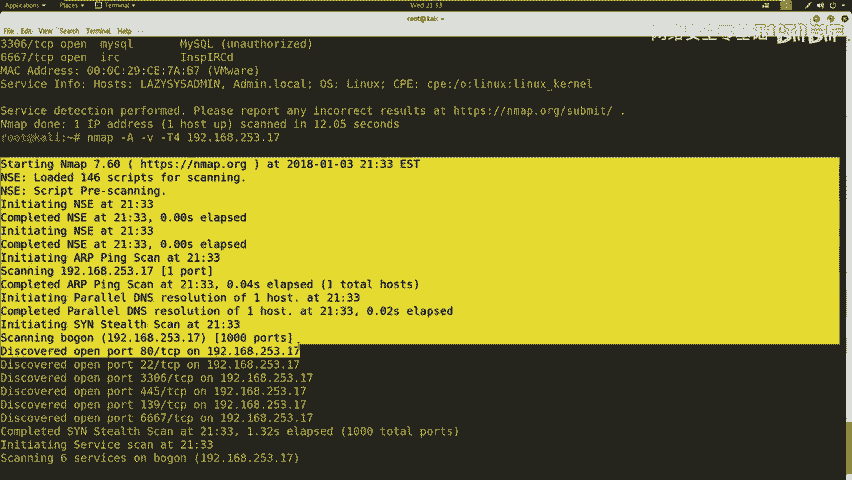 Applications Places Terminal Wed 21:33
root@kali: ~
File Edit View Search Terminal Help
3306/tcp open mysql MySQL (unauthorized)
6667/tcp open irc InspIRCd
MAC Address: 00:0C:29:CE:7A:B7 (VMware)
Service Info: Hosts: LAZYSYSADMIN, Admin.local; OS: Linux; CPE: cpe:/o:linux:linux_kernel
Service detection performed. Please report any incorrect results at https://nmap.org/submit/ .
Nmap done: 1 IP address (1 host up) scanned in 12.05 seconds
root@kali:~# nmap -A -v -T4 192.168.253.17
Starting Nmap 7.60 ( https://nmap.org ) at 2018-01-03 21:33 EST
NSE: Loaded 146 scripts for scanning.
NSE: Script Pre-scanning.
Initiating NSE at 21:33
Completed NSE at 21:33, 0.00s elapsed
Initiating NSE at 21:33
Completed NSE at 21:33, 0.00s elapsed
Initiating ARP Ping Scan at 21:33
Scanning 192.168.253.17 [1 port]
Completed ARP Ping Scan at 21:33, 0.04s elapsed (1 total hosts)
Initiating Parallel DNS resolution of 1 host. at 21:33
Completed Parallel DNS resolution of 1 host. at 21:33, 0.02s elapsed
Initiating SYN Stealth Scan at 21:33
Scanning bogon (192.168.253.17) [1000 ports]
Discovered open port 80/tcp on 192.168.253.17
Discovered open port 22/tcp on 192.168.253.17
Discovered open port 3306/tcp on 192.168.253.17
Discovered open port 445/tcp on 192.168.253.17
Discovered open port 139/tcp on 192.168.253.17
Discovered open port 6667/tcp on 192.168.253.17
Completed SYN Stealth Scan at 21:33, 1.32s elapsed (1000 total ports)
Initiating Service scan at 21:33
Scanning 6 services on bogon (192.168.253.17)